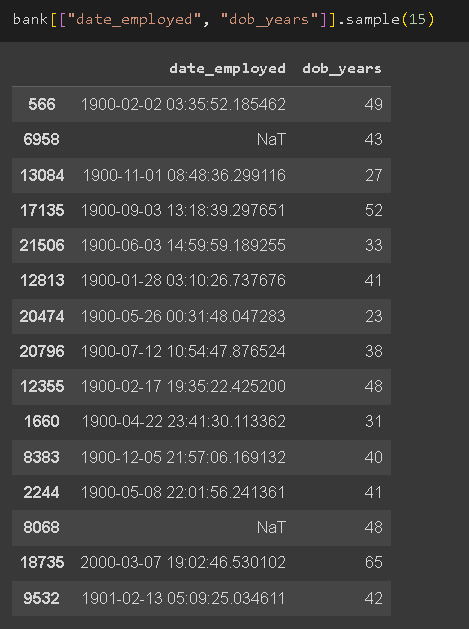 bank[["date_employed", "dob_years"]].sample(15)
date_employed dob_years
566 1900-02-02 03:35:52.185462 49
6958 NaT 43
13084 1900-11-01 08:48:36.299116 27
17135 1900-09-03 13:18:39.297651 52
21506 1900-06-03 14:59:59.189255 33
12813 1900-01-28 03:10:26.737676 41
20474 1900-05-26 00:31:48.047283 23
20796 1900-07-12 10:54:47.876524 38
12355 1900-02-17 19:35:22.425200 48
1660 1900-04-22 23:41:30.113362 31
8383 1900-12-05 21:57:06.169132 40
2244 1900-05-08 22:01:56.241361 41
8068 NaT 48
18735 2000-03-07 19:02:46.530102 65
9532 1901-02-13 05:09:25.034611 42